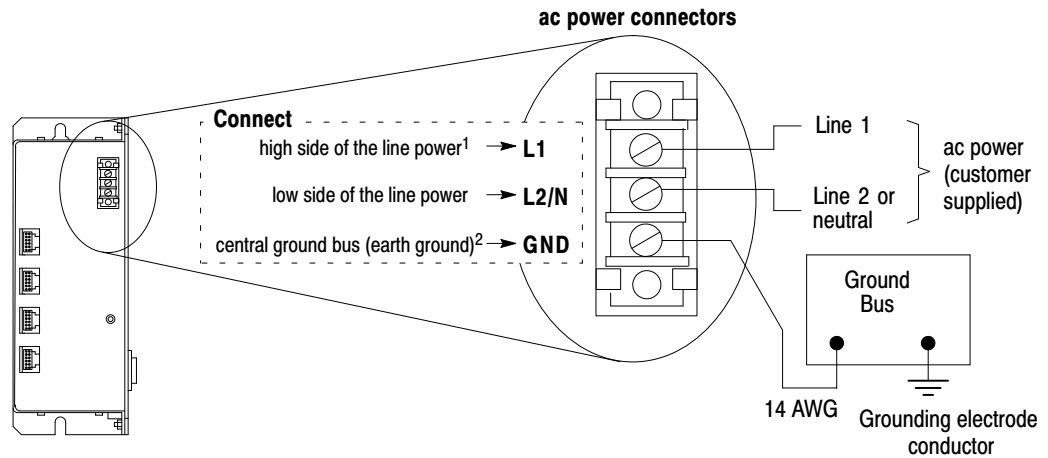 ac power connectors
Connect
high side of the line power1 L1
low side of the line power L2/N
central ground bus (earth ground)2 GND
Line 1
Line 2 or
neutral
ac power
(customer
supplied)
Ground
Bus
14 AWG
Grounding electrode
conductor